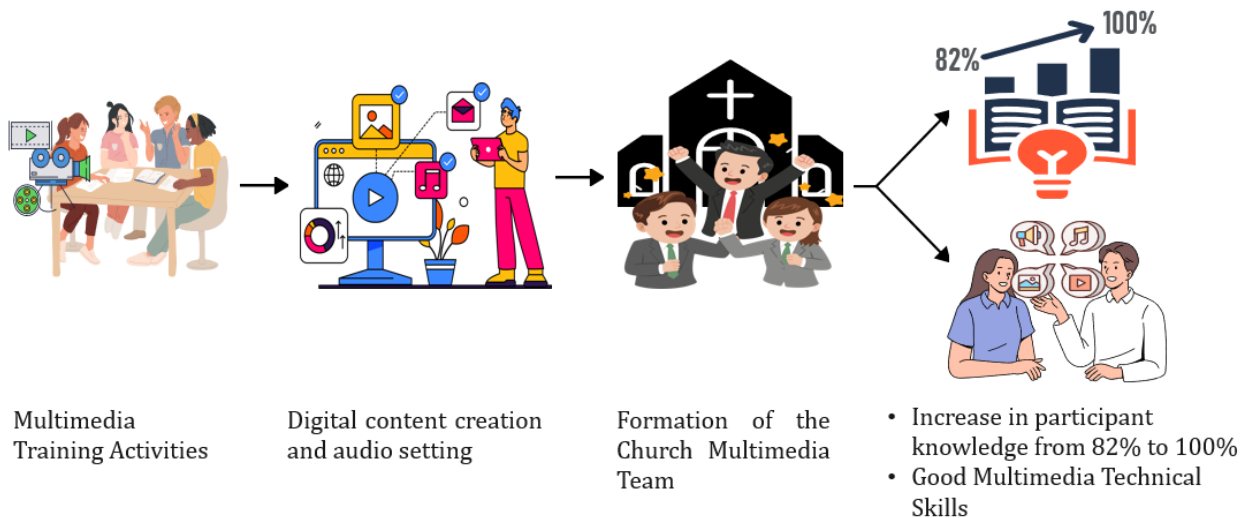 82%
100%
Multimedia
Training Activities
Digital content creation
and audio setting
Formation of the
Church Multimedia
Team
• Increase in participant
knowledge from 82% to 100%
• Good Multimedia Technical
Skills